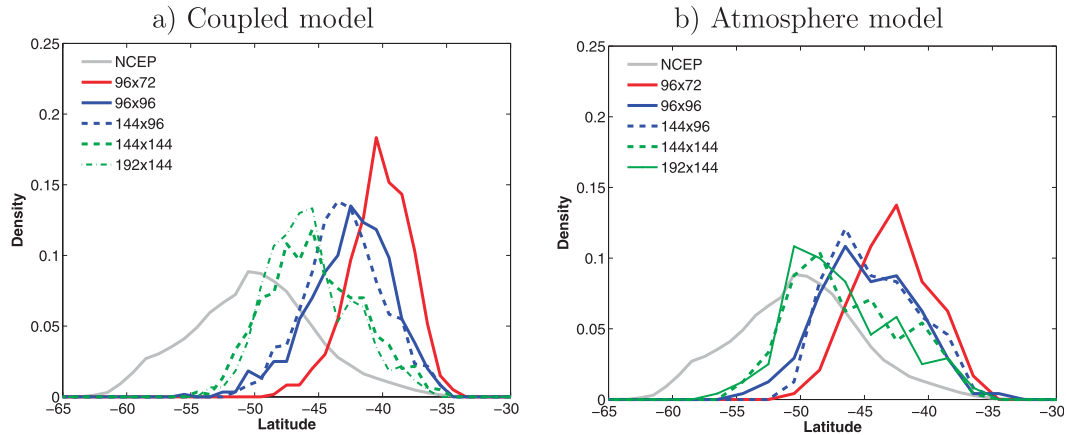 a) Coupled model
0.25
0.2
0.15
0.1
0.05
0
Density
NCEP
96x72
96x96
144x96
144x144
192x144
−65 −60 −55 −50 −45 −40 −35 −30
Latitude
b) Atmosphere model
0.25
0.2
0.15
0.1
0.05
0
Density
NCEP
96x72
96x96
144x96
144x144
192x144
−65 −60 −55 −50 −45 −40 −35 −30
Latitude